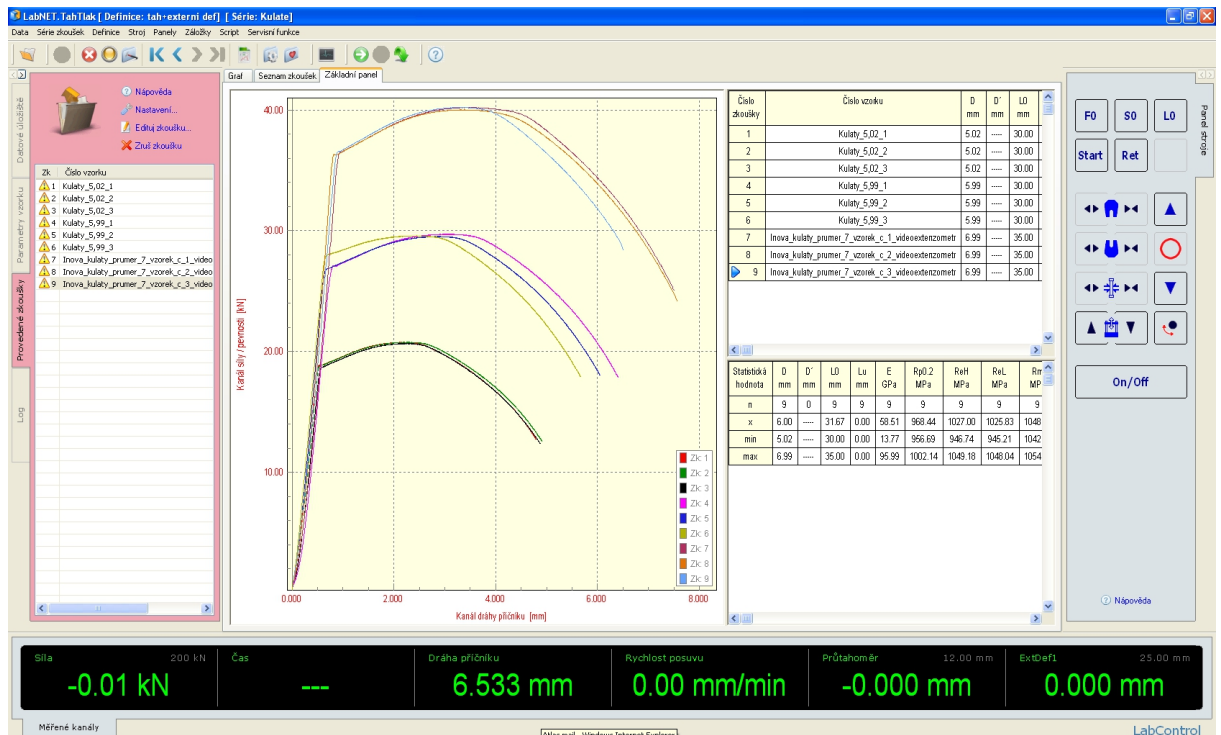 LabNET.TahTlak [ Definice: tah+externi def] [ Série: Kulate]
Data Série zkoušek Definice Stroj Panely Záložky Script Servisní funkce
Graf Seznam zkoušek Základní panel
Datové úložiště
Parametry vzorku
Provedené zkoušky
Log
Nápověda
Nastavení...
Edituj zkoušku...
Zruš zkoušku
Zk Číslo vzorku
1 Kulaty_5,02_1
2 Kulaty_5,02_2
3 Kulaty_5,02_3
4 Kulaty_5,99_1
5 Kulaty_5,99_2
6 Kulaty_5,99_3
7 Inova_kulaty_prumer_7_vzorek_c_1_video
8 Inova_kulaty_prumer_7_vzorek_c_2_video
9 Inova_kulaty_prumer_7_vzorek_c_3_video
Kanál síly / pevnosti [kN]
40.00
30.00
20.00
10.00
0.000 2.000 4.000 6.000 8.000
Kanál dráhy příčníku [mm]
Zk: 1
Zk: 2
Zk: 3
Zk: 4
Zk: 5
Zk: 6
Zk: 7
Zk: 8
Zk: 9
Číslo Číslo vzorku D D´ L0
zkoušky mm mm mm
1 Kulaty_5,02_1 5.02 ----- 30.00
2 Kulaty_5,02_2 5.02 ----- 30.00
3 Kulaty_5,02_3 5.02 ----- 30.00
4 Kulaty_5,99_1 5.99 ----- 30.00
5 Kulaty_5,99_2 5.99 ----- 30.00
6 Kulaty_5,99_3 5.99 ----- 30.00
7 Inova_kulaty_prumer_7_vzorek_c_1_videoextenzometr 6.99 ----- 35.00
8 Inova_kulaty_prumer_7_vzorek_c_2_videoextenzometr 6.99 ----- 35.00
9 Inova_kulaty_prumer_7_vzorek_c_3_videoextenzometr 6.99 ----- 35.00
Statistická D D´ L0 Lu E Rp0.2 ReH ReL Rm
hodnota mm mm mm mm GPa MPa MPa MPa MP
n 9 0 9 9 9 9 9 9 9
x 6.00 ----- 31.67 0.00 58.51 968.44 1027.00 1025.83 1048
min 5.02 ----- 30.00 0.00 13.77 956.69 946.74 945.21 1042
max 6.99 ----- 35.00 0.00 95.99 1002.14 1049.18 1048.04 1054
Panel stroje
F0 S0 L0
Start Ret
On/Off
Nápověda
Síla 200 kN
-0.01 kN
Čas
---
Dráha příčníku
6.533 mm
Rychlost posuvu
0.00 mm/min
Průtahoměr 12.00 mm
-0.000 mm
ExtDef1 25.00 mm
0.000 mm
Měřené kanály
Atlas mail - Windows Internet Explorer
LabControl